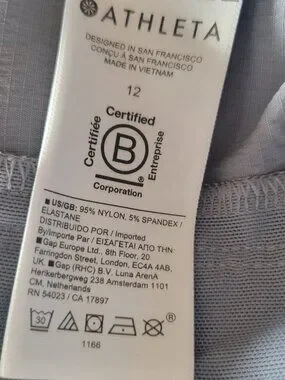 ATHLETA
DESIGNED IN SAN FRANCISCO
CONÇU À SAN FRANCISCO
MADE IN VIETNAM
12
Certified
Certifiée
B
Entreprise
®
Corporation
■ US/GB: 95% NYLON, 5% SPANDEX /
ELASTANE
DISTRIBUIDO POR / Imported
By/Importe Par / ΕΙΣΑΓΕΤΑΙ ΑΠΟ ΤΗΝ:
■ Gap Europe Ltd., 8th Floor, 20
Farringdon Street, London, EC4A 4AB,
UK ■ Gap (RHC) B.V. Luna ArenA
Herikerbergweg 238 Amsterdam 1101
CM, Netherlands
RN 54023 / CA 17897
30
®
1166